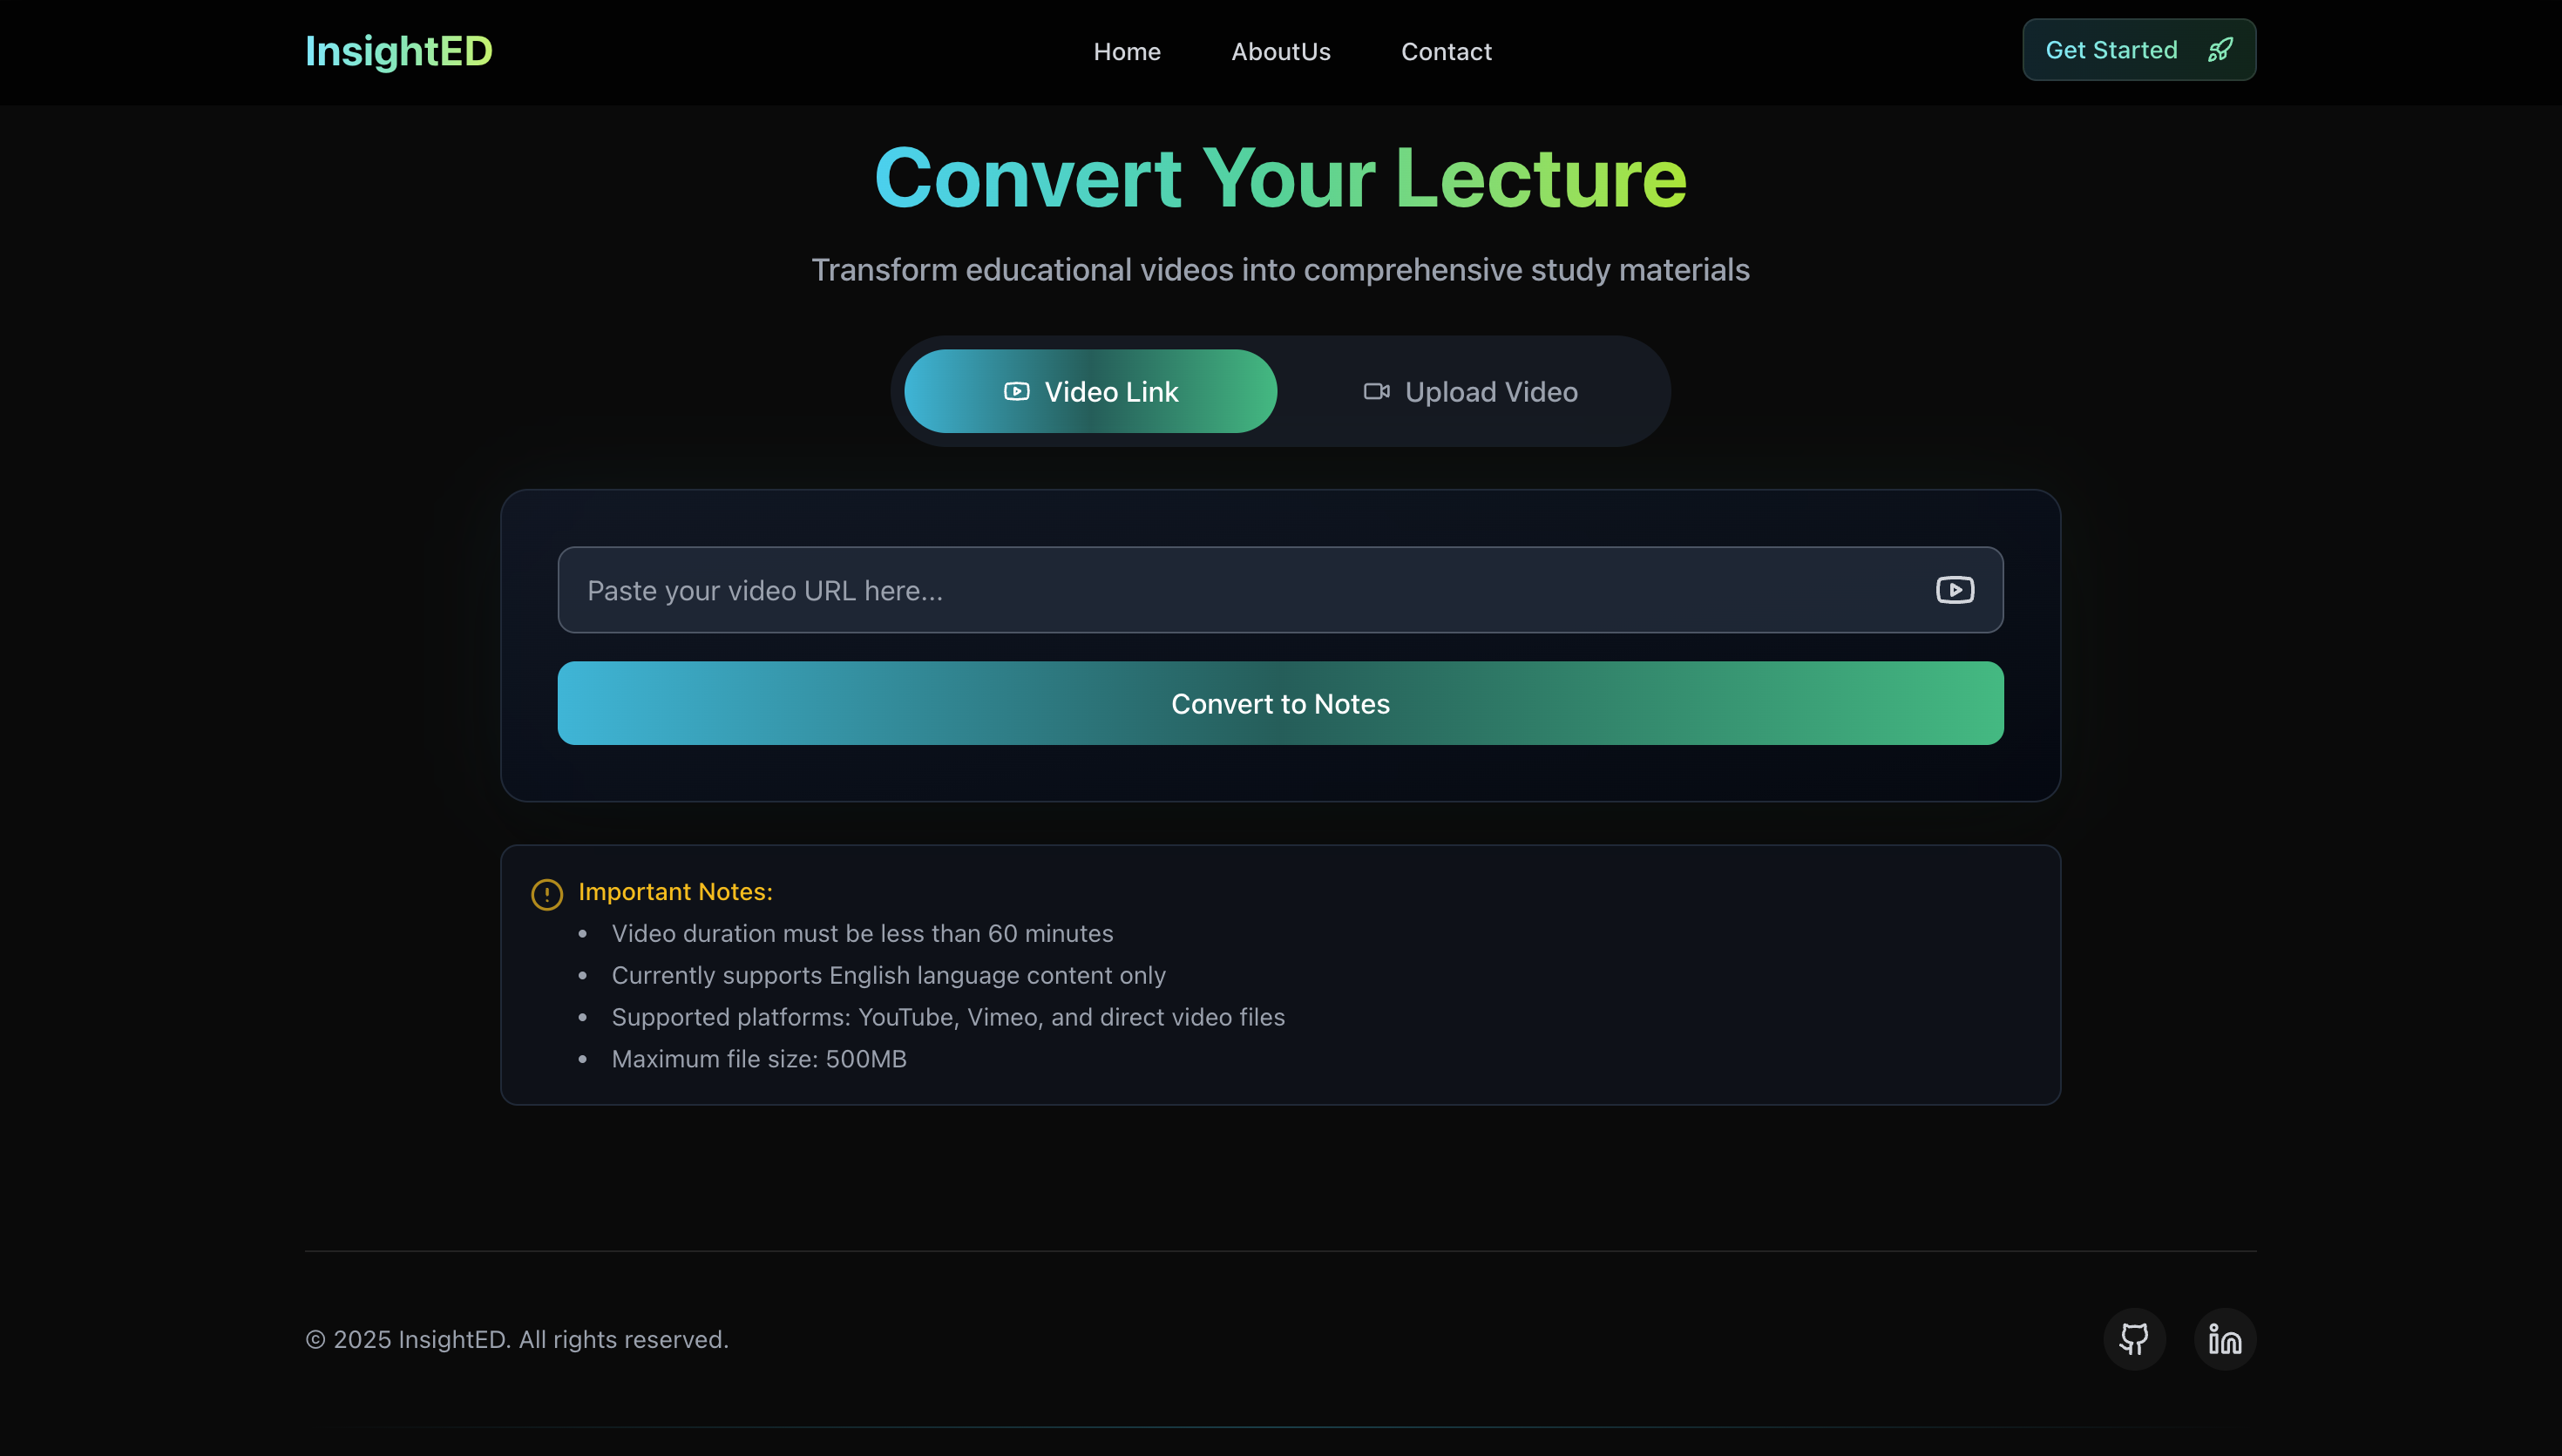 InsightED
Home
AboutUs
Contact
Get Started
Convert Your Lecture
Transform educational videos into comprehensive study materials
Video Link
Upload Video
Paste your video URL here...
Convert to Notes
Important Notes:
• Video duration must be less than 60 minutes
• Currently supports English language content only
• Supported platforms: YouTube, Vimeo, and direct video files
• Maximum file size: 500MB
© 2025 InsightED. All rights reserved.